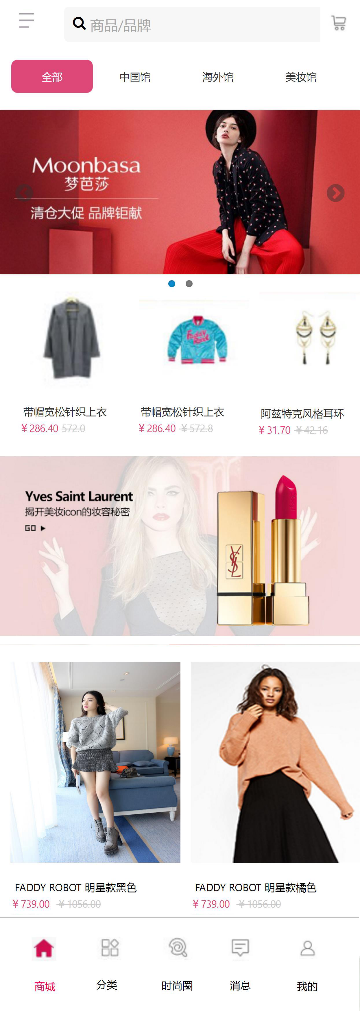 商品/品牌
全部 中国馆 海外馆 美妆馆
Moonbasa
梦芭莎
清仓大促 品牌钜献
带帽宽松针织上衣 带帽宽松针织上衣 阿兹特克风格耳坏
¥286.40 572.0 ¥286.40 ¥572.8 ¥31.70 ¥42.16
Yves Saint Laurent
揭开美妆icon的妆容秘密
GO ▶
FADDY ROBOT 明星款黑色 FADDY ROBOT 明星款橘色
¥739.00 ¥1056.00 ¥739.00 ¥1056.00
商城 分类 时尚圈 消息 我的